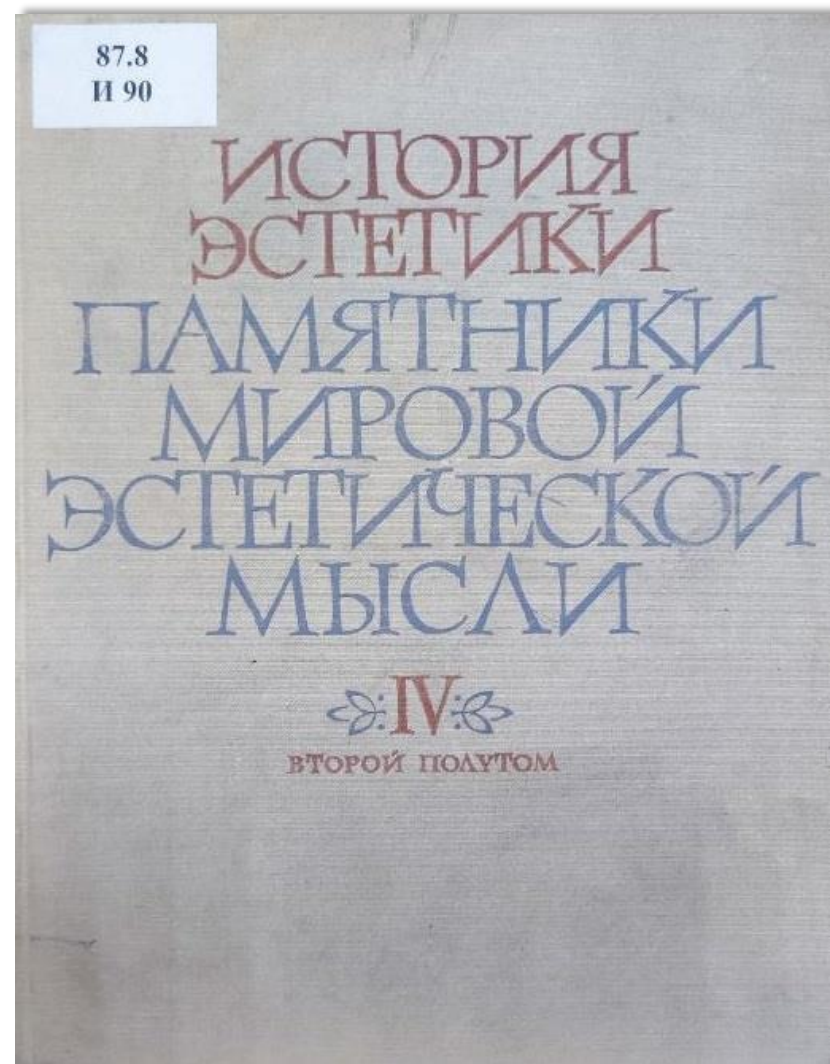 87.8
И 90
ИСТОРИЯ
ЭСТЕТИКИ
ПАМЯТНИКИ
МИРОВОЙ
ЭСТЕТИЧЕСКОЙ
МЫСЛИ
IV
ВТОРОЙ ПОЛУТОМ